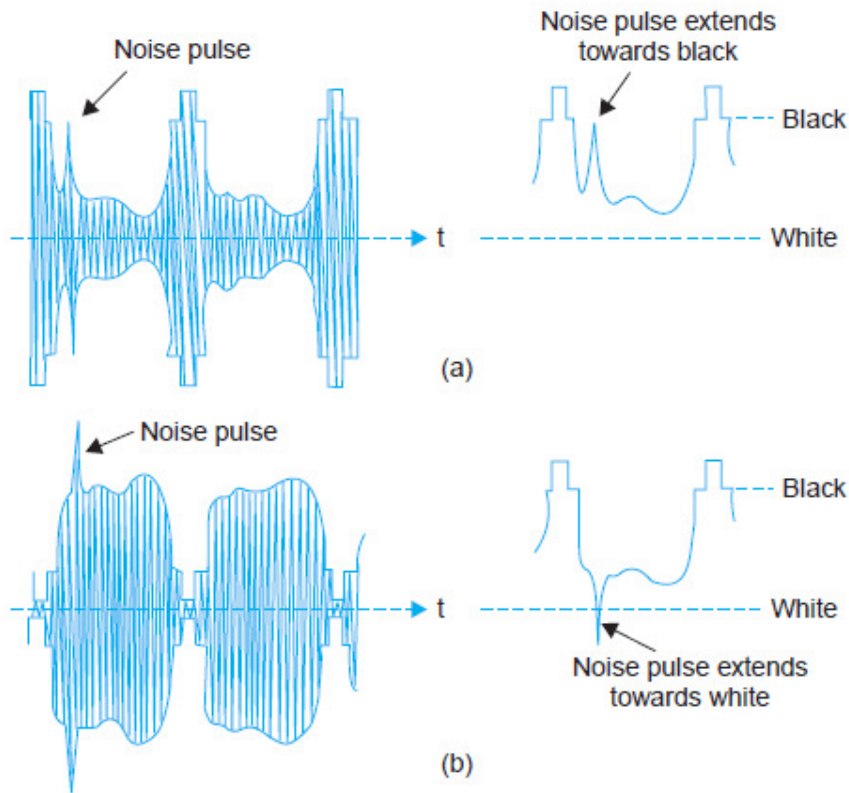 Noise pulse
Noise pulse extends
towards black
Black
t
White
(a)
Noise pulse
Black
t
White
Noise pulse extends
towards white
(b)